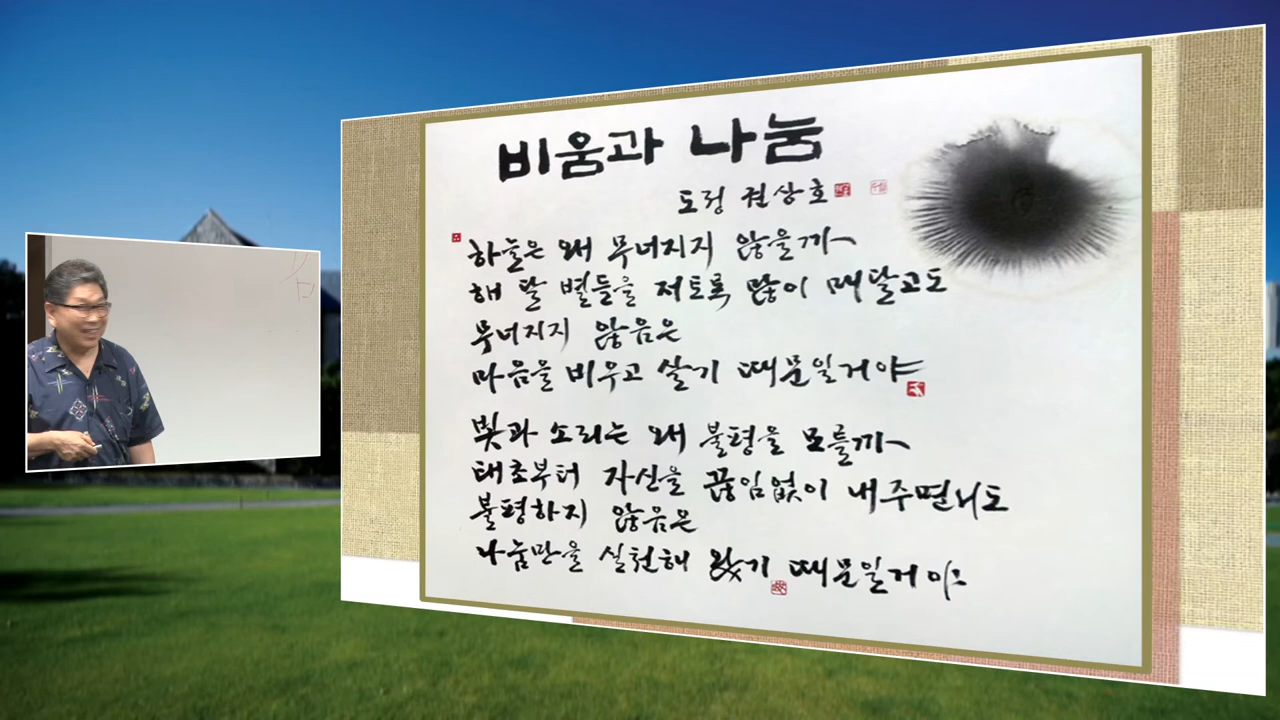 비움과 나눔
도정 권상호
하늘은 왜 무너지지 않을까
해 달 별들을 저토록 많이 매달고도
무너지지 않음은
마음을 비우고 살기 때문일거야
빛과 소리는 왜 불평을 모를까
태초부터 자신을 끊임없이 내주면서도
불평하지 않음은
나눔만을 실천해 왔기 때문일거야